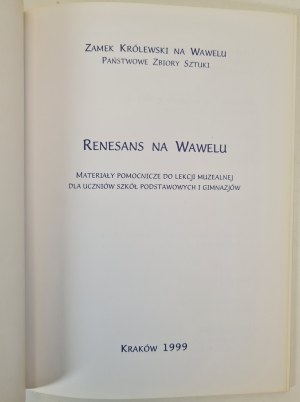 Zamek Królewski na Wawelu
Państwowe Zbiory Sztuki
Renesans na Wawelu
Materiały pomocnicze do lekcji muzealnej
dla uczniów szkół podstawowych i gimnazjów
Kraków 1999